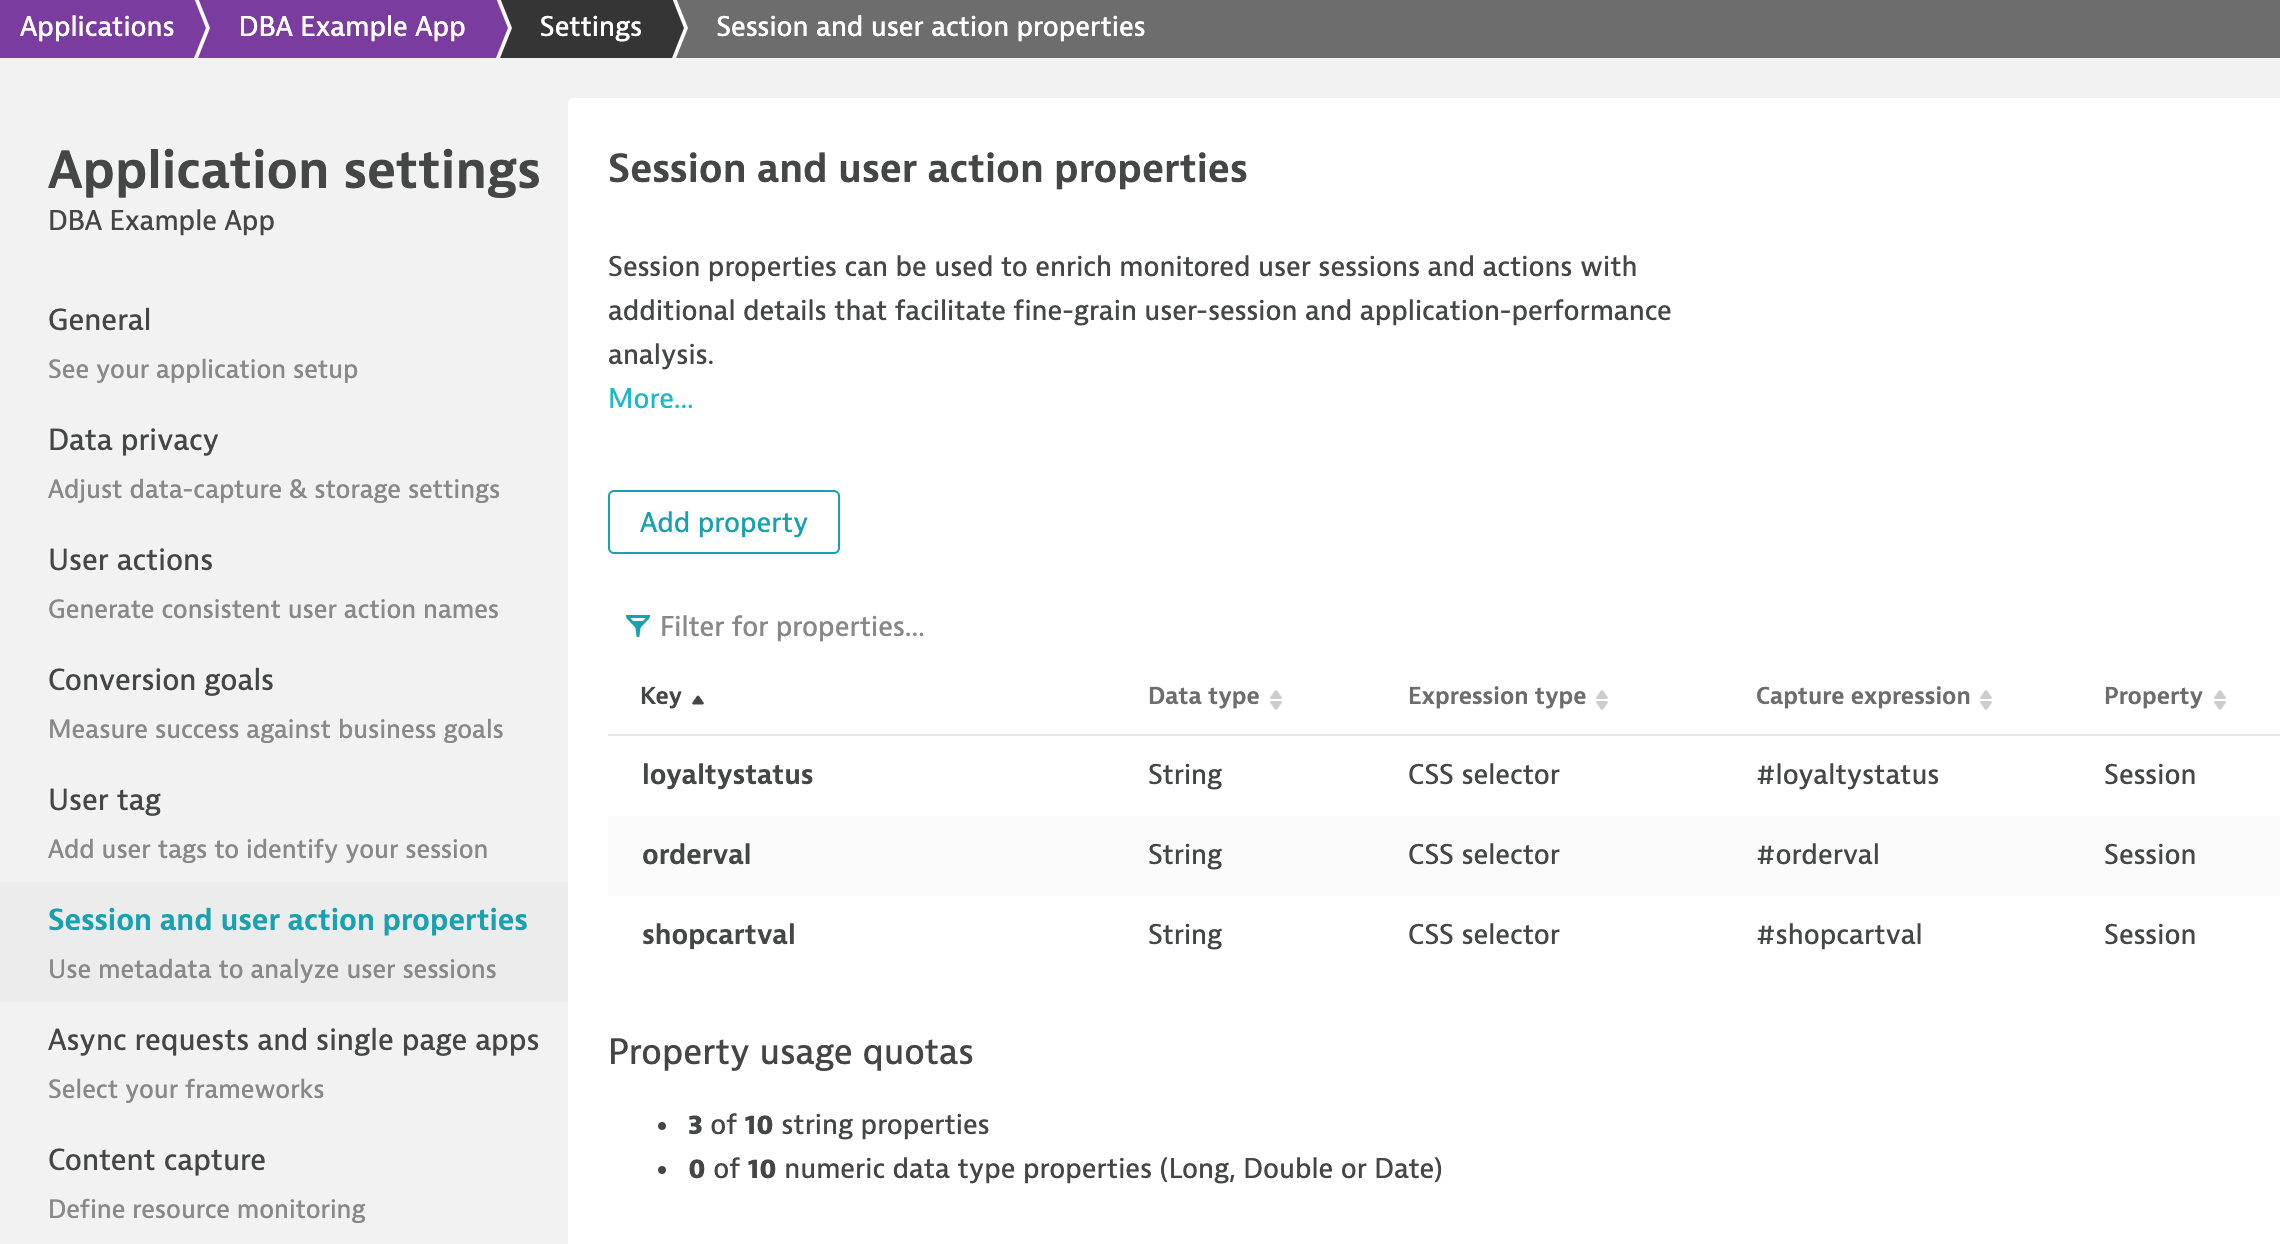 Applications
DBA Example App
Settings
Session and user action properties
Application settings
DBA Example App
General
See your application setup
Data privacy
Adjust data-capture & storage settings
User actions
Generate consistent user action names
Conversion goals
Measure success against business goals
User tag
Add user tags to identify your session
Session and user action properties
Use metadata to analyze user sessions
Async requests and single page apps
Select your frameworks
Content capture
Define resource monitoring
Session and user action properties
Session properties can be used to enrich monitored user sessions and actions with
additional details that facilitate fine-grain user-session and application-performance
analysis.
More...
Add property
Filter for properties...
Key Data type Expression type Capture expression Property
loyaltystatus String CSS selector #loyaltystatus Session
orderval String CSS selector #orderval Session
shopcartval String CSS selector #shopcartval Session
Property usage quotas
• 3 of 10 string properties
• 0 of 10 numeric data type properties (Long, Double or Date)